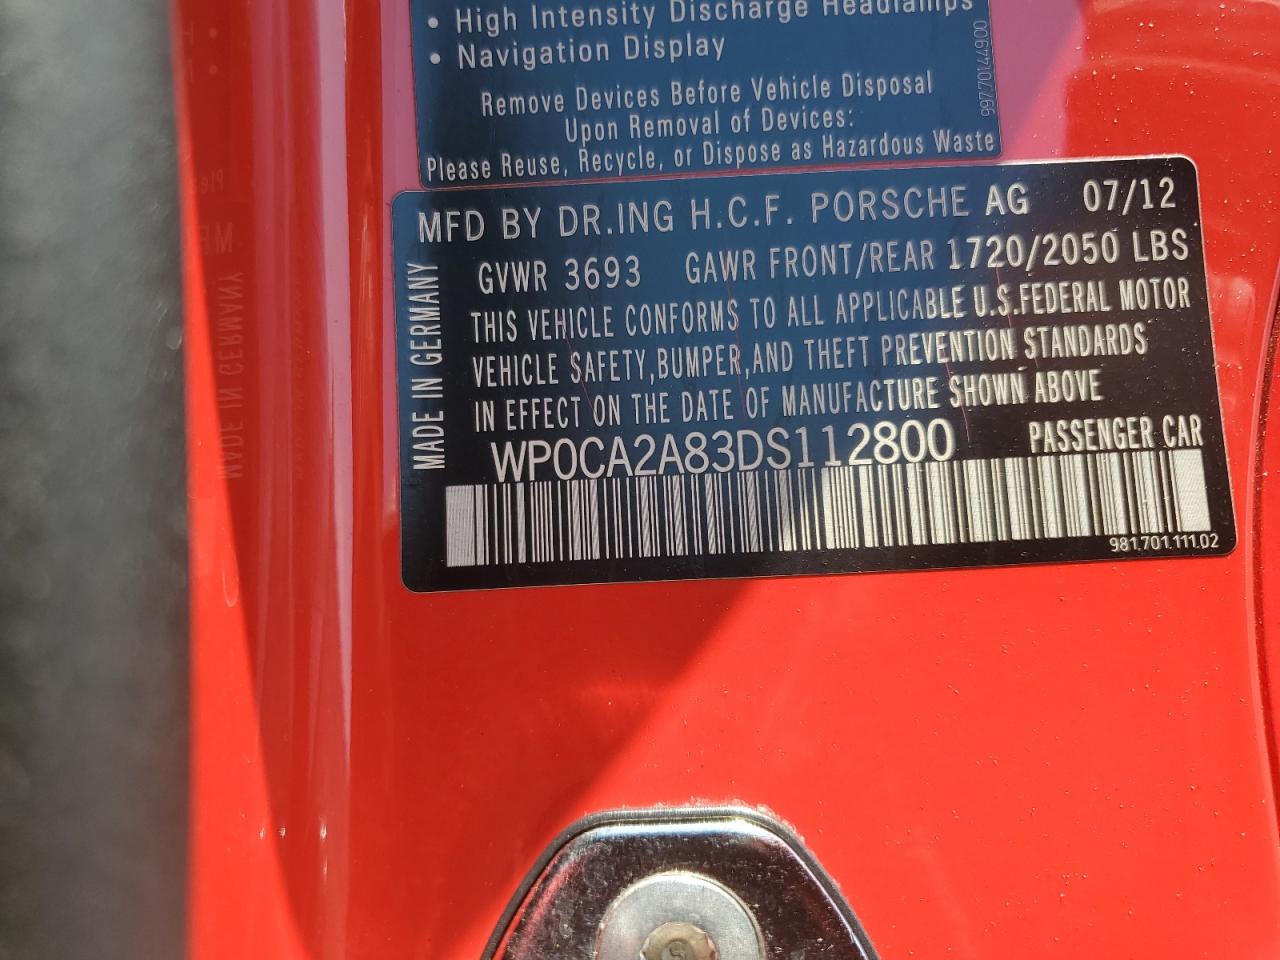 • High Intensity Discharge Headlamps
• Navigation Display
Remove Devices Before Vehicle Disposal
Upon Removal of Devices:
Please Reuse, Recycle, or Dispose as Hazardous Waste
997.701.449.00
MFD BY DR.ING H.C.F. PORSCHE AG 07/12
GVWR 3693 GAWR FRONT/REAR 1720/2050 LBS
THIS VEHICLE CONFORMS TO ALL APPLICABLE U.S.FEDERAL MOTOR
VEHICLE SAFETY,BUMPER,AND THEFT PREVENTION STANDARDS
IN EFFECT ON THE DATE OF MANUFACTURE SHOWN ABOVE
MADE IN GERMANY
WP0CA2A83DS112800 PASSENGER CAR
981.701.111.02